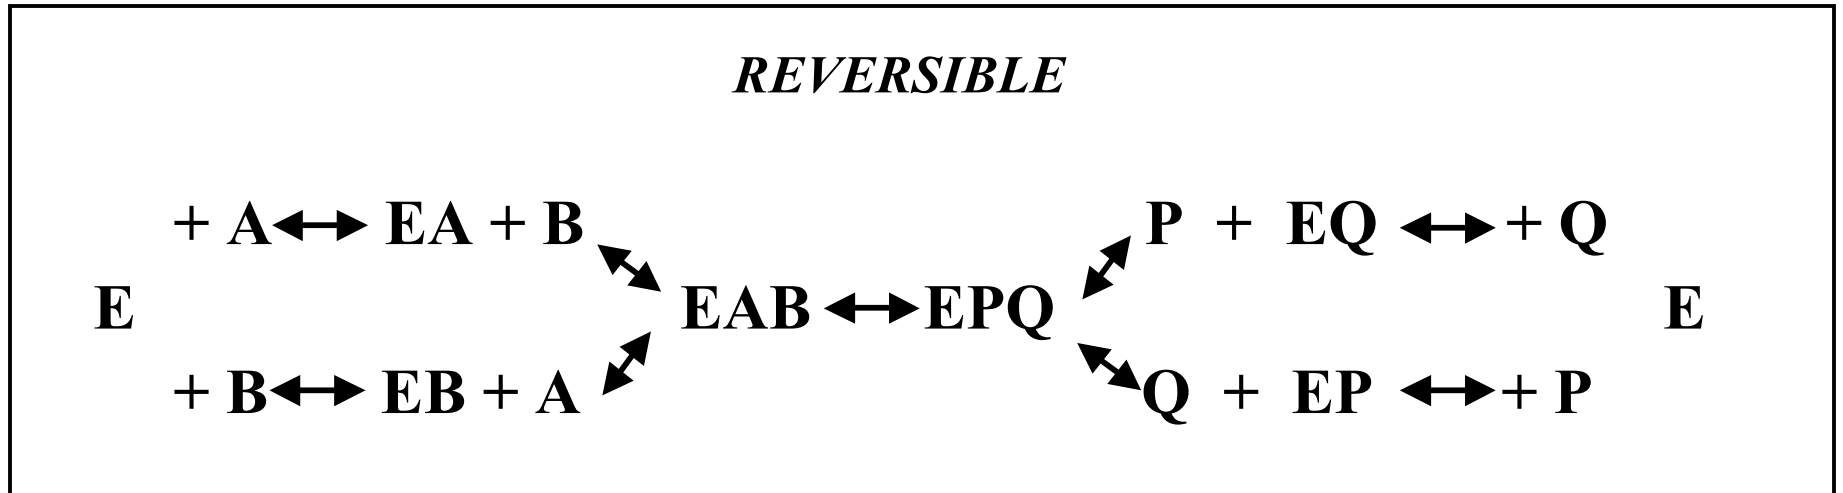 REVERSIBLE
+ A ↔ EA + B P + EQ ↔ + Q
E EAB ↔ EPQ E
+ B ↔ EB + A Q + EP ↔ + P